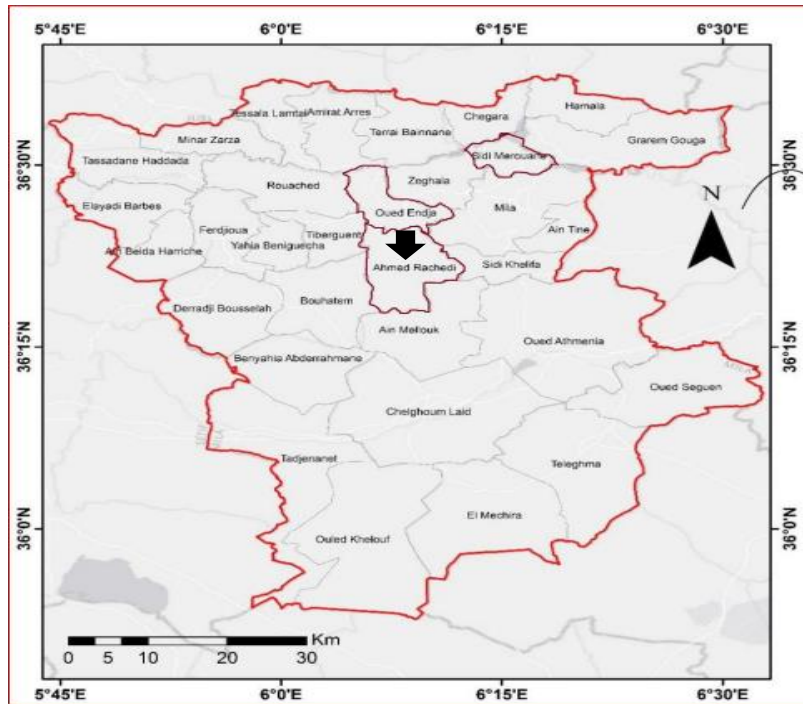 5°45'E 6°0'E 6°15'E 6°30'E
36°30'N
36°15'N
36°0'N
Hamala
Tessala Lamtai
Amirat Arres
Chegara
Terrai Bainnane
Minar Zarza
Grarem Gouga
Sidi Merouane
Tassadane Haddada
Rouached
Zeghaia
Elayadi Barbes
Oued Endja
Mila
Ferdjioua
Tiberguent
Ain Tine
Yahia Beniguecha
Ain Beida Harriche
Ahmed Rachedi
Sidi Khelifa
N
Derradji Bousselah
Bouhatem
Ain Mellouk
Oued Athmenia
Benyahia Abderrahmane
Oued Seguen
Chelghoum Laid
Tadjenanet
Teleghma
El Mechira
Ouled Khelouf
Km
0 5 10 20 30
36°30'N
36°15'N
36°0'N
5°45'E 6°0'E 6°15'E 6°30'E